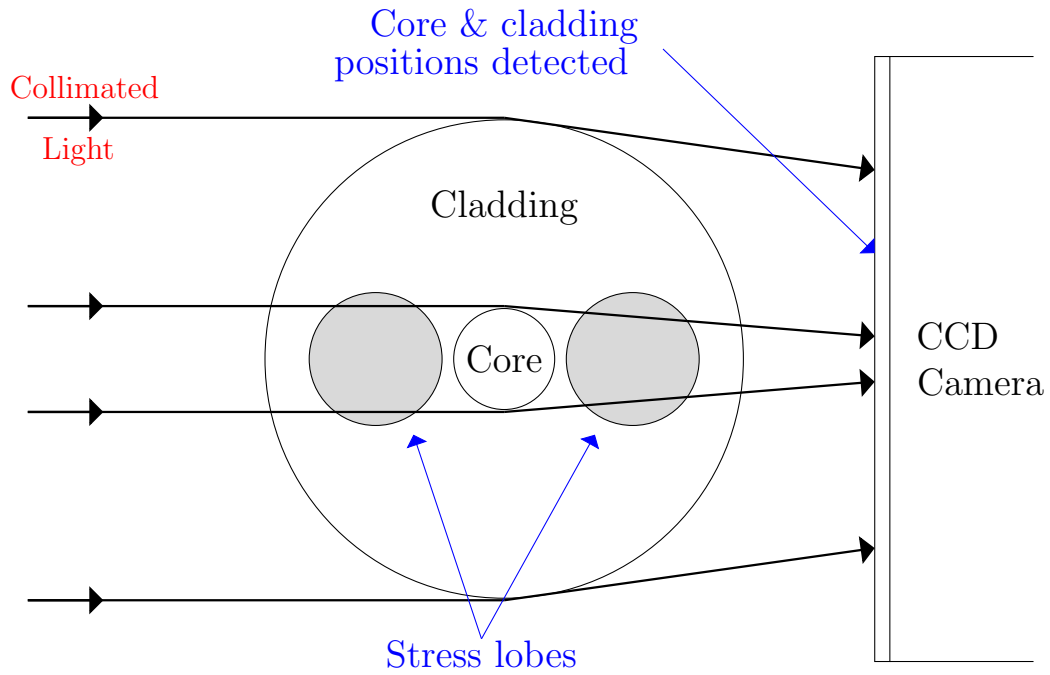 Core & cladding
positions detected
Collimated
Light
Cladding
Core
CCD
Camera
Stress lobes